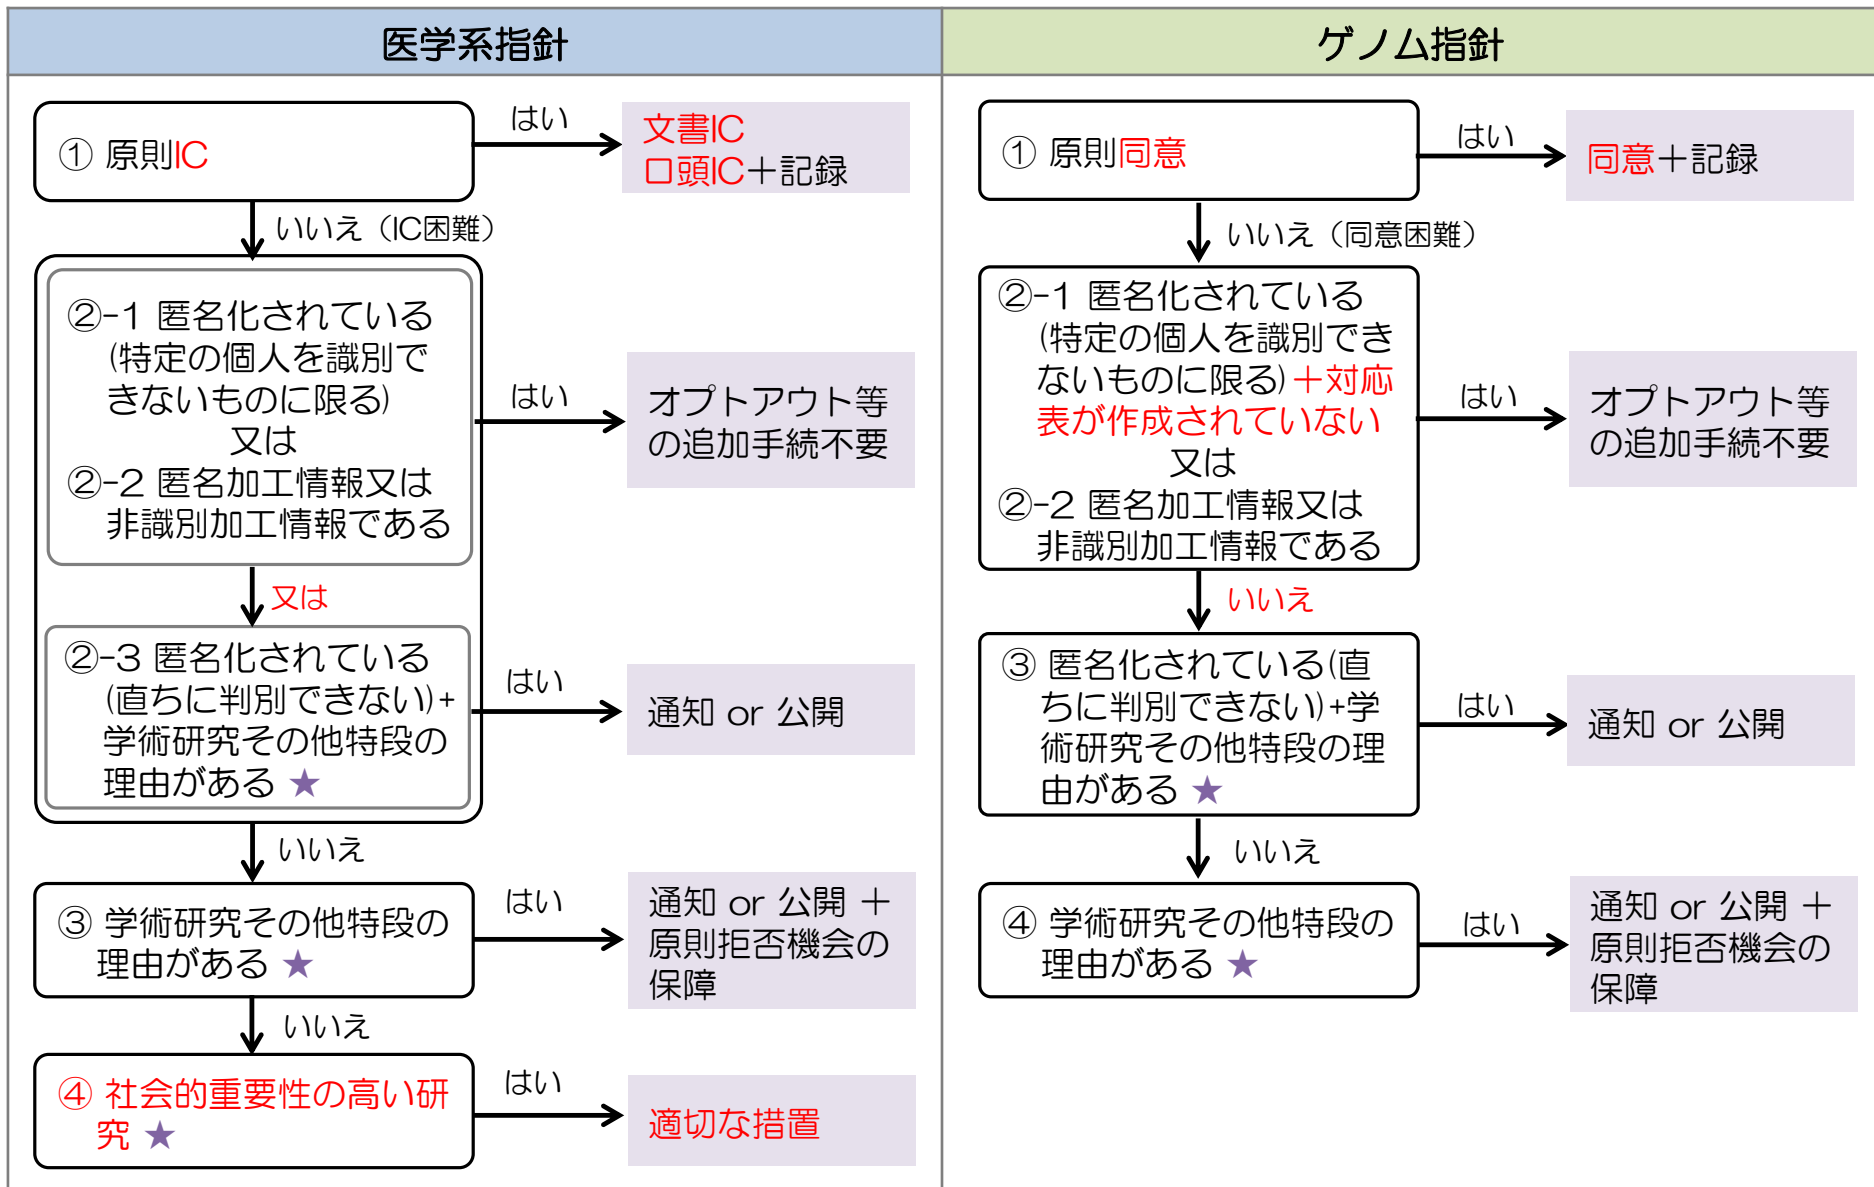 医学系指針
① 原則IC
はい
文書IC
口頭IC＋記録
いいえ（IC困難）
②-1 匿名化されている
(特定の個人を識別で
きないものに限る)
又は
②-2 匿名加工情報又は
非識別加工情報である
はい
オプトアウト等
の追加手続不要
又は
②-3 匿名化されている
(直ちに判別できない)+
学術研究その他特段の
理由がある ★
はい
通知 or 公開
いいえ
③ 学術研究その他特段の
理由がある ★
はい
通知 or 公開 ＋
原則拒否機会の
保障
いいえ
④ 社会的重要性の高い研
究 ★
はい
適切な措置
ゲノム指針
① 原則同意
はい
同意＋記録
いいえ（同意困難）
②-1 匿名化されている
(特定の個人を識別でき
ないものに限る)＋対応
表が作成されていない
又は
②-2 匿名加工情報又は
非識別加工情報である
はい
オプトアウト等
の追加手続不要
いいえ
③ 匿名化されている(直
ちに判別できない)+学
術研究その他特段の理
由がある ★
はい
通知 or 公開
いいえ
④ 学術研究その他特段の
理由がある ★
はい
通知 or 公開 ＋
原則拒否機会の
保障